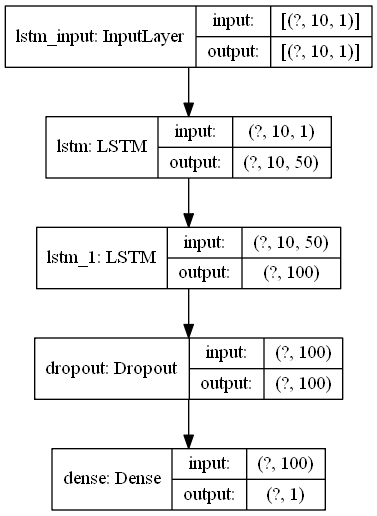 lstm_input: InputLayer
input: [(?, 10, 1)]
output: [(?, 10, 1)]
lstm: LSTM
input: (?, 10, 1)
output: (?, 10, 50)
lstm_1: LSTM
input: (?, 10, 50)
output: (?, 100)
dropout: Dropout
input: (?, 100)
output: (?, 100)
dense: Dense
input: (?, 100)
output: (?, 1)